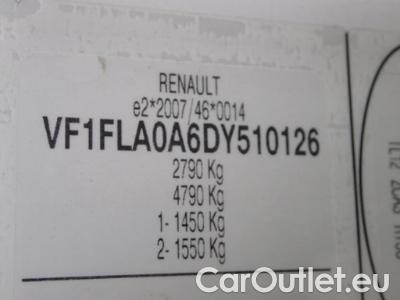 RENAULT
e2*2007/46*0014
VF1FLA0A6DY510126
2790 Kg
4790 Kg
1- 1450 Kg
2- 1550 Kg
CarOutlet.eu